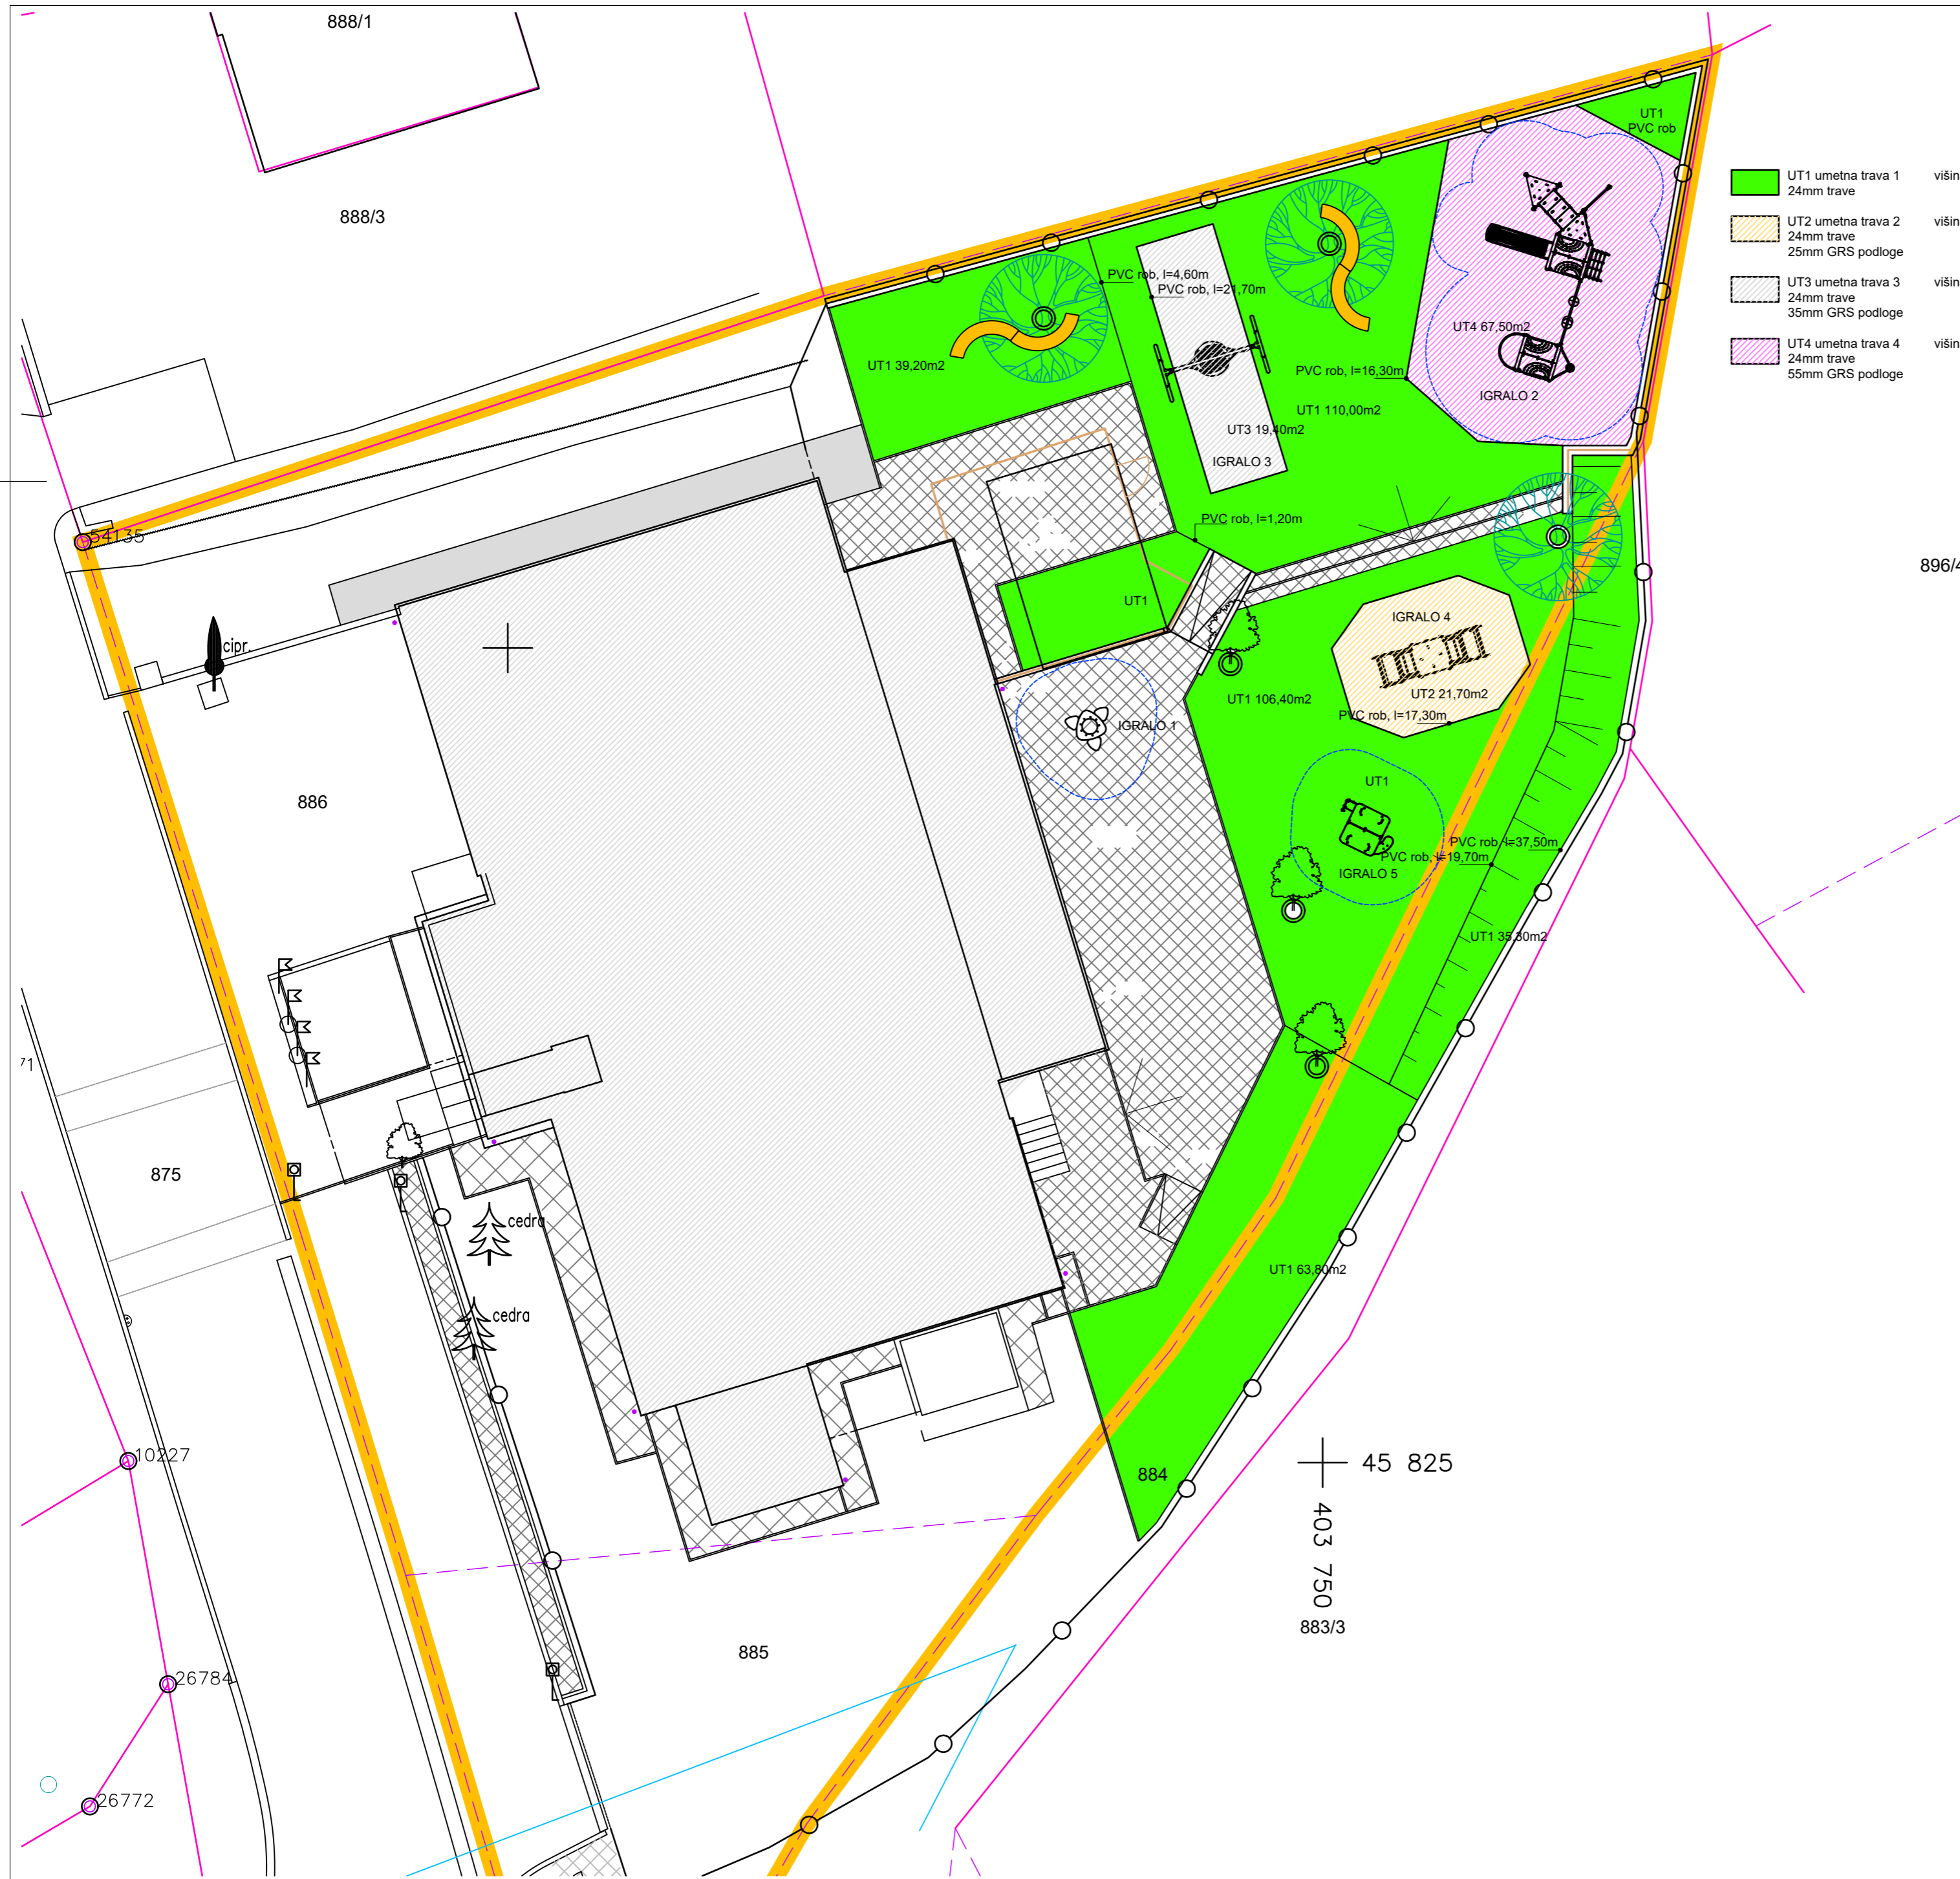 888/1
888/3
UT1
PVC rob
UT1 umetna trava 1 višin
24mm trave
UT2 umetna trava 2 višin
24mm trave
25mm GRS podloge
UT3 umetna trava 3 višin
24mm trave
35mm GRS podloge
UT4 umetna trava 4 višin
24mm trave
55mm GRS podloge
PVC rob, l=4,60m
PVC rob, l=21,70m
UT4 67,50m2
UT1 39,20m2
PVC rob, l=16,30m
IGRALO 2
UT1 110,00m2
UT3 19,40m2
IGRALO 3
PVC rob, l=1,20m
54135
896/4
UT1
IGRALO 4
cipr.
UT2 21,70m2
UT1 106,40m2
PVC rob, l=17,30m
IGRALO 1
UT1
886
PVC rob, l=37,50m
PVC rob, l=19,70m
IGRALO 5
UT1 35,30m2
71
875
cedra
UT1 63,80m2
cedra
10227
884
45 825
403 750
883/3
885
26784
26772